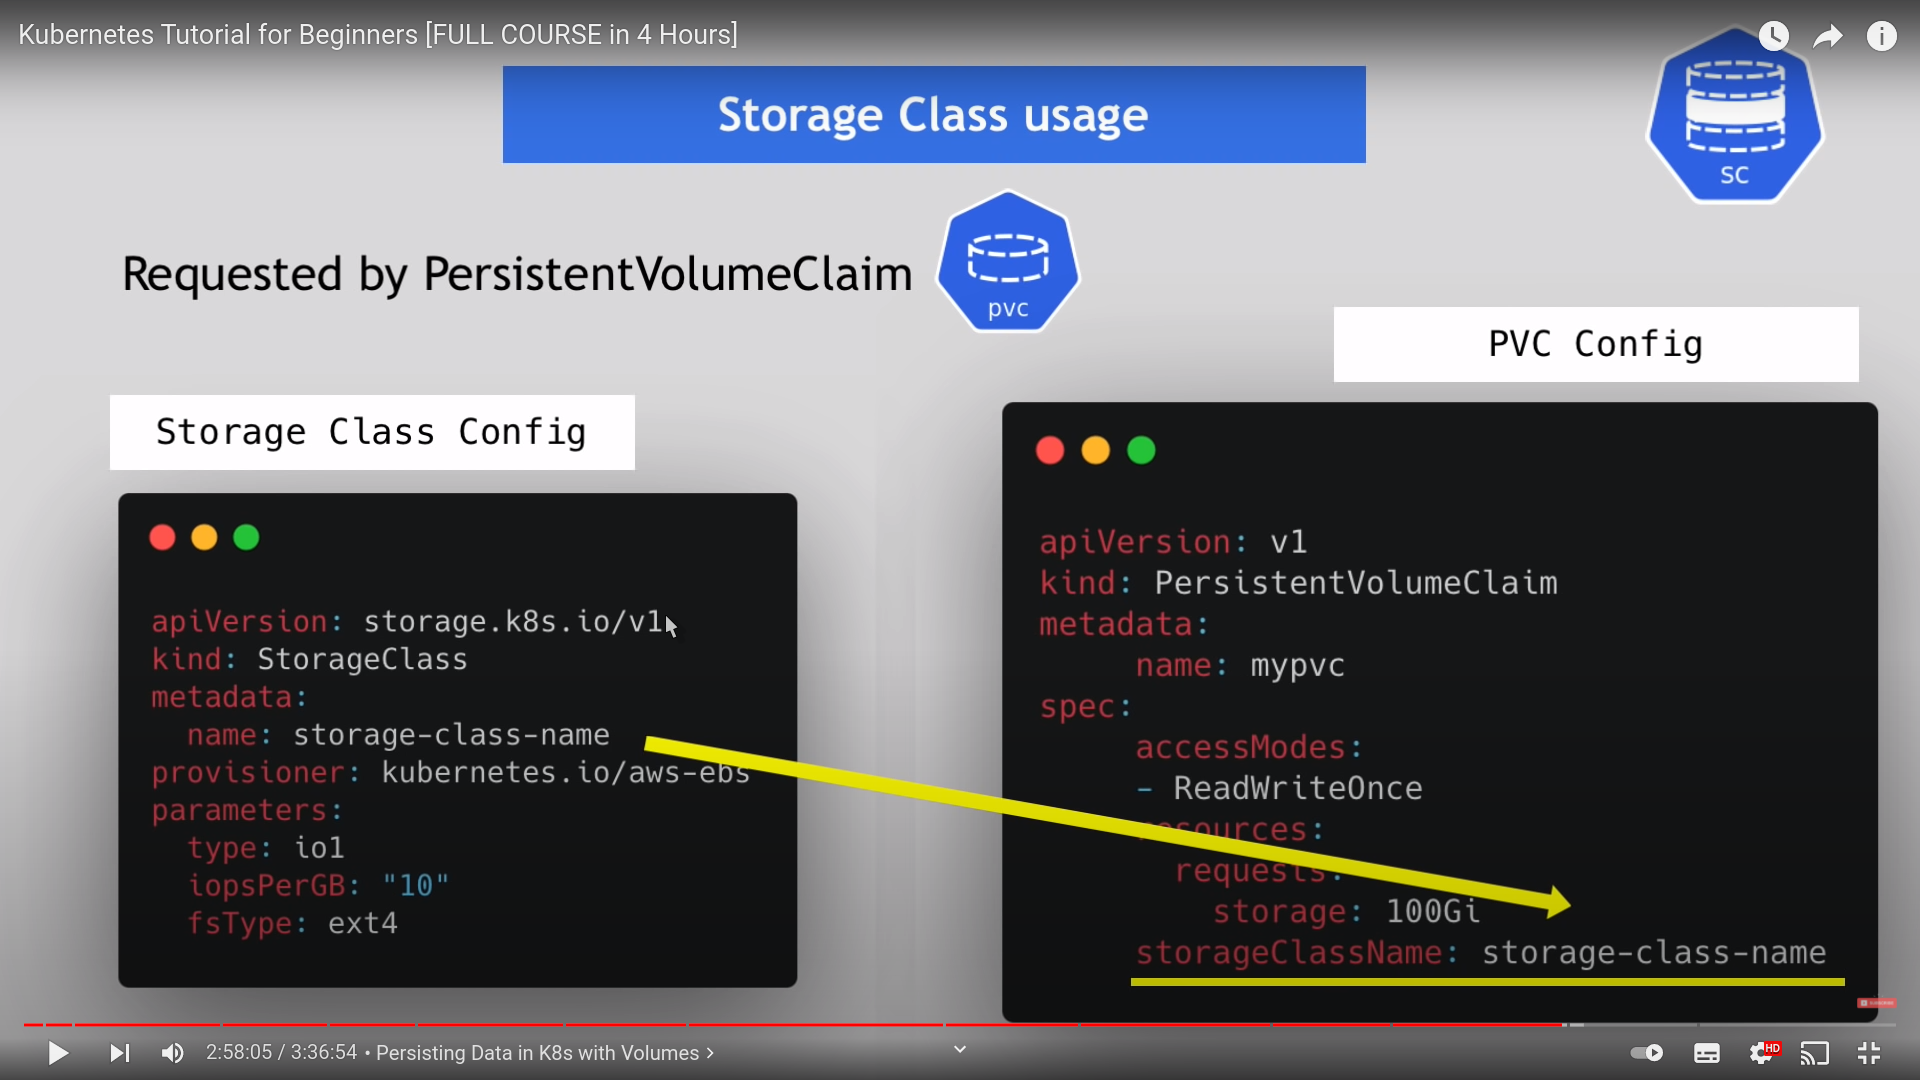 Kubernetes Tutorial for Beginners [FULL COURSE in 4 Hours]
Storage Class usage
sc
Requested by PersistentVolumeClaim
pvc
Storage Class Config
apiVersion: storage.k8s.io/v1
kind: StorageClass
metadata:
  name: storage-class-name
provisioner: kubernetes.io/aws-ebs
parameters:
  type: io1
  iopsPerGB: "10"
  fsType: ext4
PVC Config
apiVersion: v1
kind: PersistentVolumeClaim
metadata:
  name: mypvc
spec:
  accessModes:
  - ReadWriteOnce
  resources:
    requests:
      storage: 100Gi
  storageClassName: storage-class-name
SUBSCRIBE
2:58:05 / 3:36:54 • Persisting Data in K8s with Volumes
HD